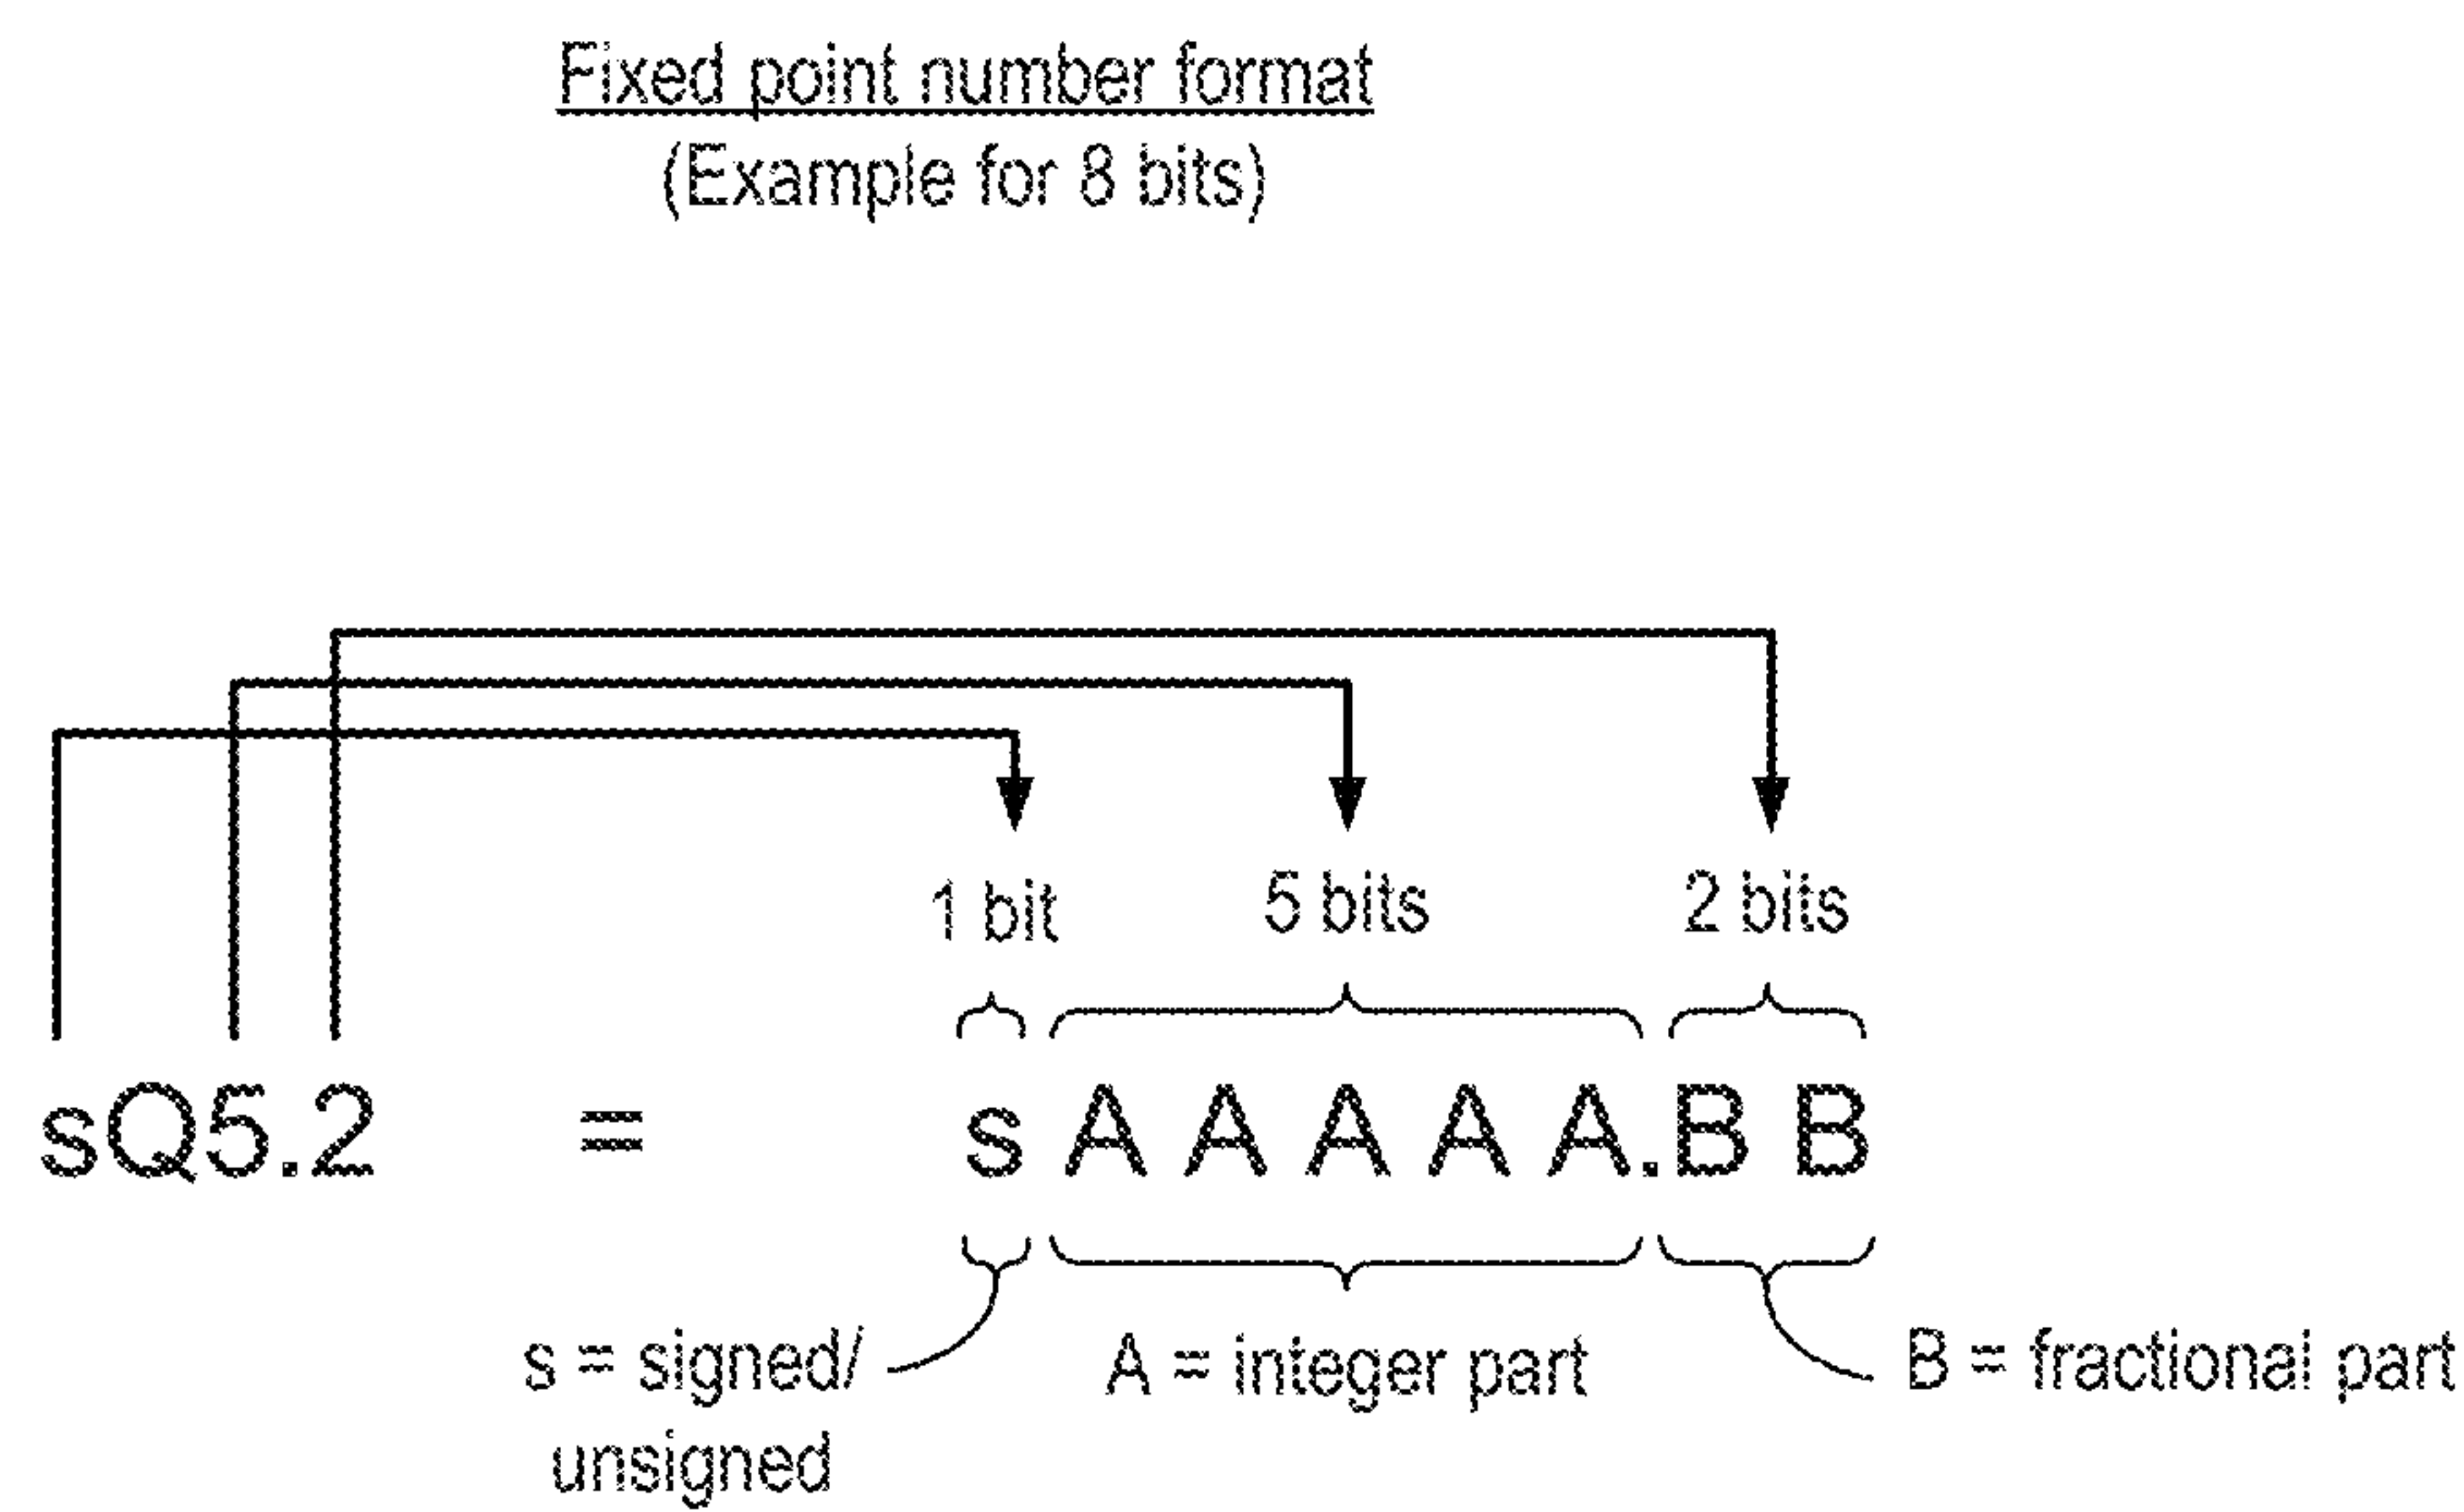 Fixed point number format
(Example for 8 bits)
1 bit 5 bits 2 bits
sQ5.2 = s A A A A A.B B
s = signed/ A = integer part B = fractional part
unsigned